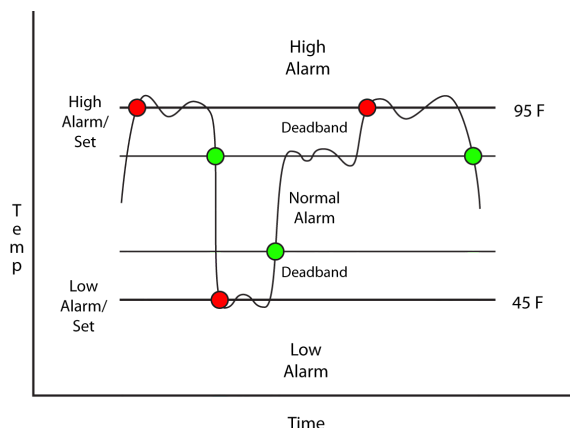 High
Alarm
High
Alarm/
Set
95 F
Deadband
Normal
Alarm
T
e
m
p
Deadband
Low
Alarm/
Set
45 F
Low
Alarm
Time